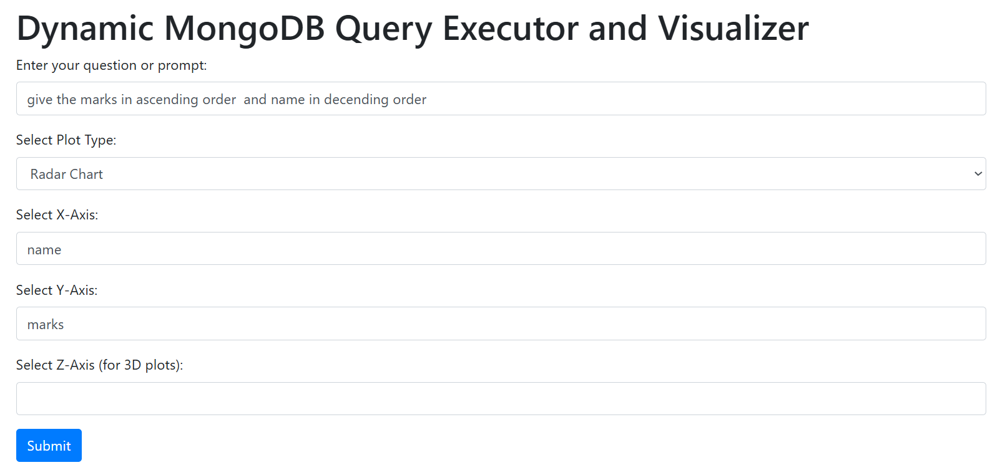 Dynamic MongoDB Query Executor and Visualizer
Enter your question or prompt:
give the marks in ascending order  and name in decending order
Select Plot Type:
Radar Chart
Select X-Axis:
name
Select Y-Axis:
marks
Select Z-Axis (for 3D plots):
Submit